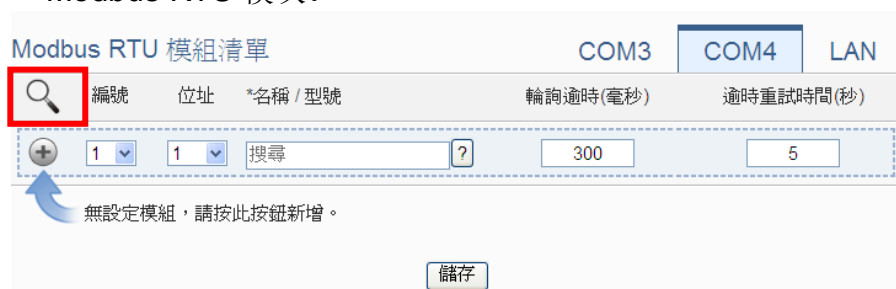 Modbus RTU 模組清單 COM3 COM4 LAN
編號 位址 *名稱 / 型號 輪詢逾時(毫秒) 逾時重試時間(秒)
1 1 搜尋 ? 300 5
無設定模組，請按此按鈕新增。
儲存